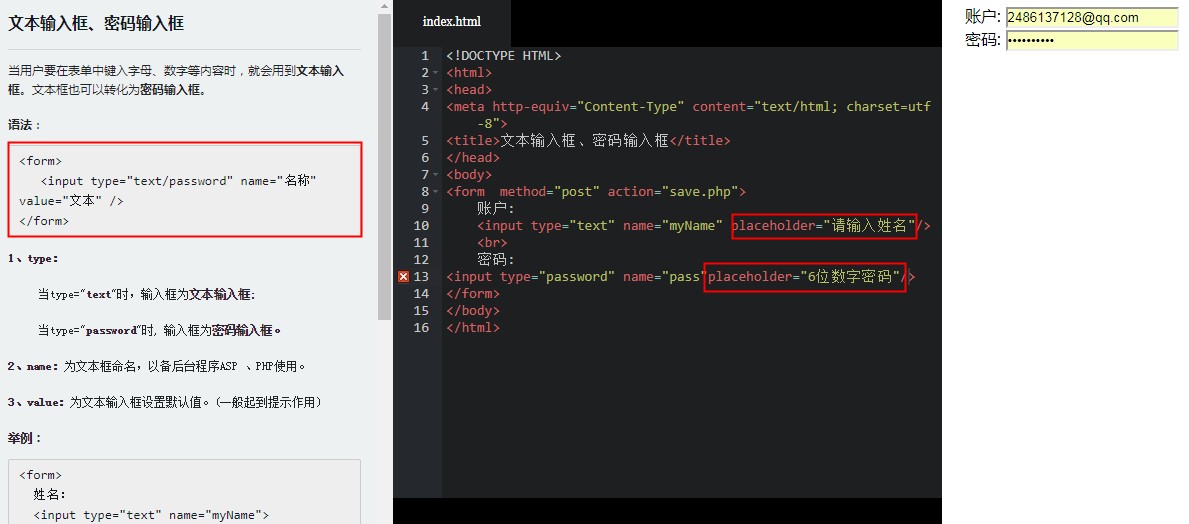 文本输入框、密码输入框
当用户要在表单中键入字母、数字等内容时，就会用到文本输入
框。文本框也可以转化为密码输入框。
语法：
<form>
<input type="text/password" name="名称"
value="文本" />
</form>
1、type：
当type="text"时，输入框为文本输入框;
当type="password"时, 输入框为密码输入框。
2、name：为文本框命名，以备后台程序ASP 、PHP使用。
3、value：为文本输入框设置默认值。(一般起到提示作用)
举例：
<form>
姓名：
<input type="text" name="myName">
index.html
1 <!DOCTYPE HTML>
2 <html>
3 <head>
4 <meta http-equiv="Content-Type" content="text/html; charset=utf
-8">
5 <title>文本输入框、密码输入框</title>
6 </head>
7 <body>
8 <form  method="post" action="save.php">
9 账户:
10 <input type="text" name="myName" placeholder="请输入姓名"/>
11 <br>
12 密码:
13 <input type="password" name="pass"placeholder="6位数字密码"/>
14 </form>
15 </body>
16 </html>
账户: 2486137128@qq.com
密码: ••••••••••